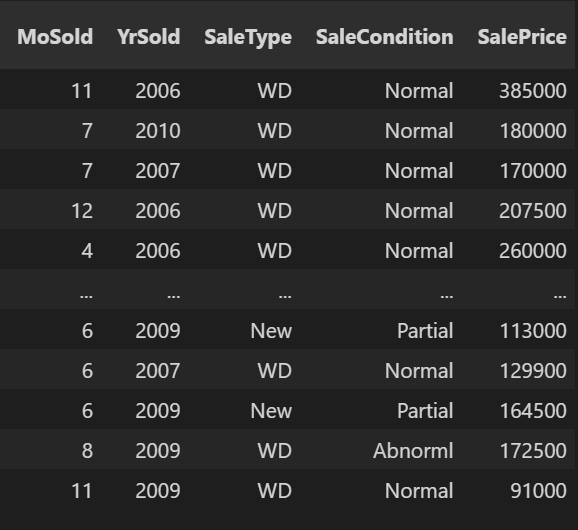 MoSold YrSold SaleType SaleCondition SalePrice
11 2006 WD Normal 385000
7 2010 WD Normal 180000
7 2007 WD Normal 170000
12 2006 WD Normal 207500
4 2006 WD Normal 260000
... ... ... ... ...
6 2009 New Partial 113000
6 2007 WD Normal 129900
6 2009 New Partial 164500
8 2009 WD Abnorml 172500
11 2009 WD Normal 91000